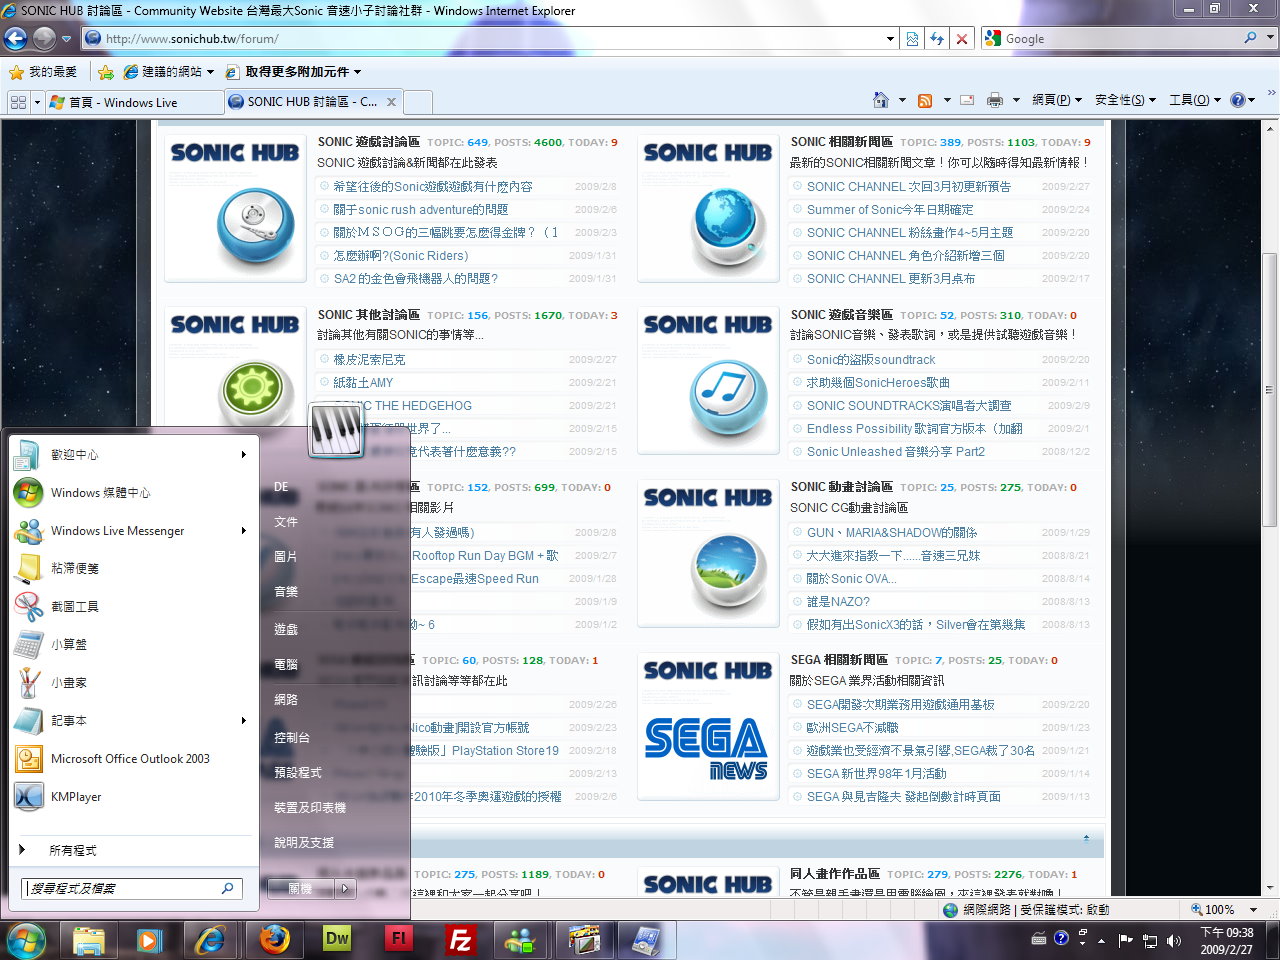 SONIC HUB 討論區 - Community Website 台灣最大Sonic 音速小子討論社群 - Windows Internet Explorer
http://www.sonichub.tw/forum/
Google
我的最愛
建議的網站
取得更多附加元件
首頁 - Windows Live
SONIC HUB 討論區 - C...
網頁(P)
安全性(S)
工具(O)
SONIC HUB
SONIC 遊戲討論區 TOPIC: 649, POSTS: 4600, TODAY: 9
SONIC 遊戲討論&新聞都在此發表
希望往後的Sonic遊戲遊戲有什麼內容 2009/2/8
關于sonic rush adventure的問題 2009/2/6
關於ＭＳＯＧ的三幅跳要怎麼得金牌？（1 2009/2/3
怎麼辦啊?(Sonic Riders) 2009/1/31
SA2 的金色會飛機器人的問題? 2009/1/31
SONIC HUB
SONIC 相關新聞區 TOPIC: 389, POSTS: 1103, TODAY: 9
最新的SONIC相關新聞文章！你可以隨時得知最新情報！
SONIC CHANNEL 次回3月初更新預告 2009/2/27
Summer of Sonic今年日期確定 2009/2/24
SONIC CHANNEL 粉絲畫作4~5月主題 2009/2/20
SONIC CHANNEL 角色介紹新增三個 2009/2/20
SONIC CHANNEL 更新3月桌布 2009/2/17
SONIC HUB
SONIC 其他討論區 TOPIC: 156, POSTS: 1670, TODAY: 3
討論其他有關SONIC的事情等...
橡皮泥索尼克 2009/2/27
紙黏土AMY 2009/2/21
THE HEDGEHOG 2009/2/21
世界了... 2009/2/15
代表著什麼意義?? 2009/2/15
SONIC HUB
SONIC 遊戲音樂區 TOPIC: 52, POSTS: 310, TODAY: 0
討論SONIC音樂、發表歌詞，或是提供試聽遊戲音樂！
Sonic的盜版soundtrack 2009/2/20
求助幾個SonicHeroes歌曲 2009/2/11
SONIC SOUNDTRACKS演唱者大調查 2009/2/9
Endless Possibility 歌詞官方版本（加翻 2009/2/1
Sonic Unleashed 音樂分享 Part2 2008/12/2
TOPIC: 152, POSTS: 699, TODAY: 0
相關影片
有人發過嗎)
Rooftop Run Day BGM + 歌 2009/2/7
Escape最速Speed Run 2009/1/28
2009/1/9
~ 6 2009/1/2
SONIC HUB
SONIC 動畫討論區 TOPIC: 25, POSTS: 275, TODAY: 0
SONIC CG動畫討論區
GUN、MARIA&SHADOW的關係 2009/1/29
大大進來指教一下......音速三兄妹 2008/8/21
關於Sonic OVA... 2008/8/14
誰是NAZO? 2008/8/13
假如有出SonicX3的話，Silver會在第幾集 2008/8/13
TOPIC: 60, POSTS: 128, TODAY: 1
訊討論等等都在此
2009/2/26
Nico動畫]開設官方帳號 2009/2/23
體驗版」PlayStation Store19 2009/2/18
2009/2/13
2010年冬季奧運遊戲的授權 2009/2/6
SONIC HUB
SEGA NEWS
SEGA 相關新聞區 TOPIC: 7, POSTS: 25, TODAY: 0
關於SEGA 業界活動相關資訊
SEGA開發次期業務用遊戲通用基板 2009/2/20
歐洲SEGA不減職 2009/2/19
遊戲業也受經濟不景氣引響,SEGA裁了30名 2009/1/21
SEGA 新世界98年1月活動 2009/1/14
SEGA 與見吉隆夫 發起倒數計時頁面 2009/1/13
TOPIC: 275, POSTS: 1189, TODAY: 0
SONIC HUB
同人畫作作品區 TOPIC: 279, POSTS: 2276, TODAY: 1
不管是親手畫還是用電腦繪圖，來這裡發表就對嚕！
歡迎中心
Windows 媒體中心
Windows Live Messenger
粘滯便箋
截圖工具
小算盤
小畫家
記事本
Microsoft Office Outlook 2003
KMPlayer
所有程式
搜尋程式及檔案
DE
文件
圖片
音樂
遊戲
電腦
網路
控制台
預設程式
裝置及印表機
說明及支援
關機
網際網路 | 受保護模式: 啟動
100%
Dw
Fl
Fz
下午 09:38
2009/2/27